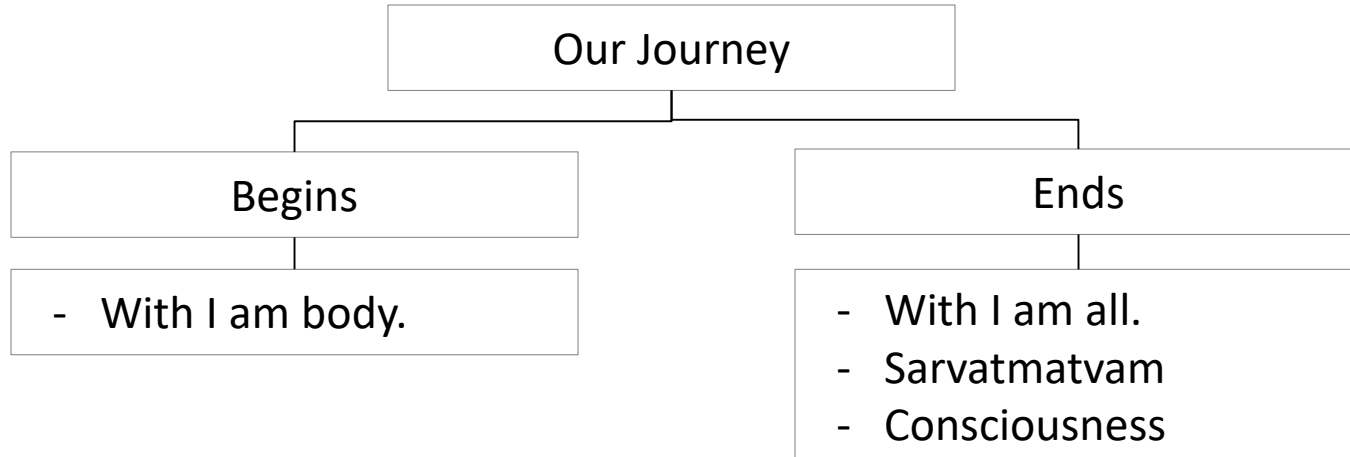 Our Journey
Begins
Ends
- With I am body.
- With I am all.
- Sarvatmatvam
- Consciousness